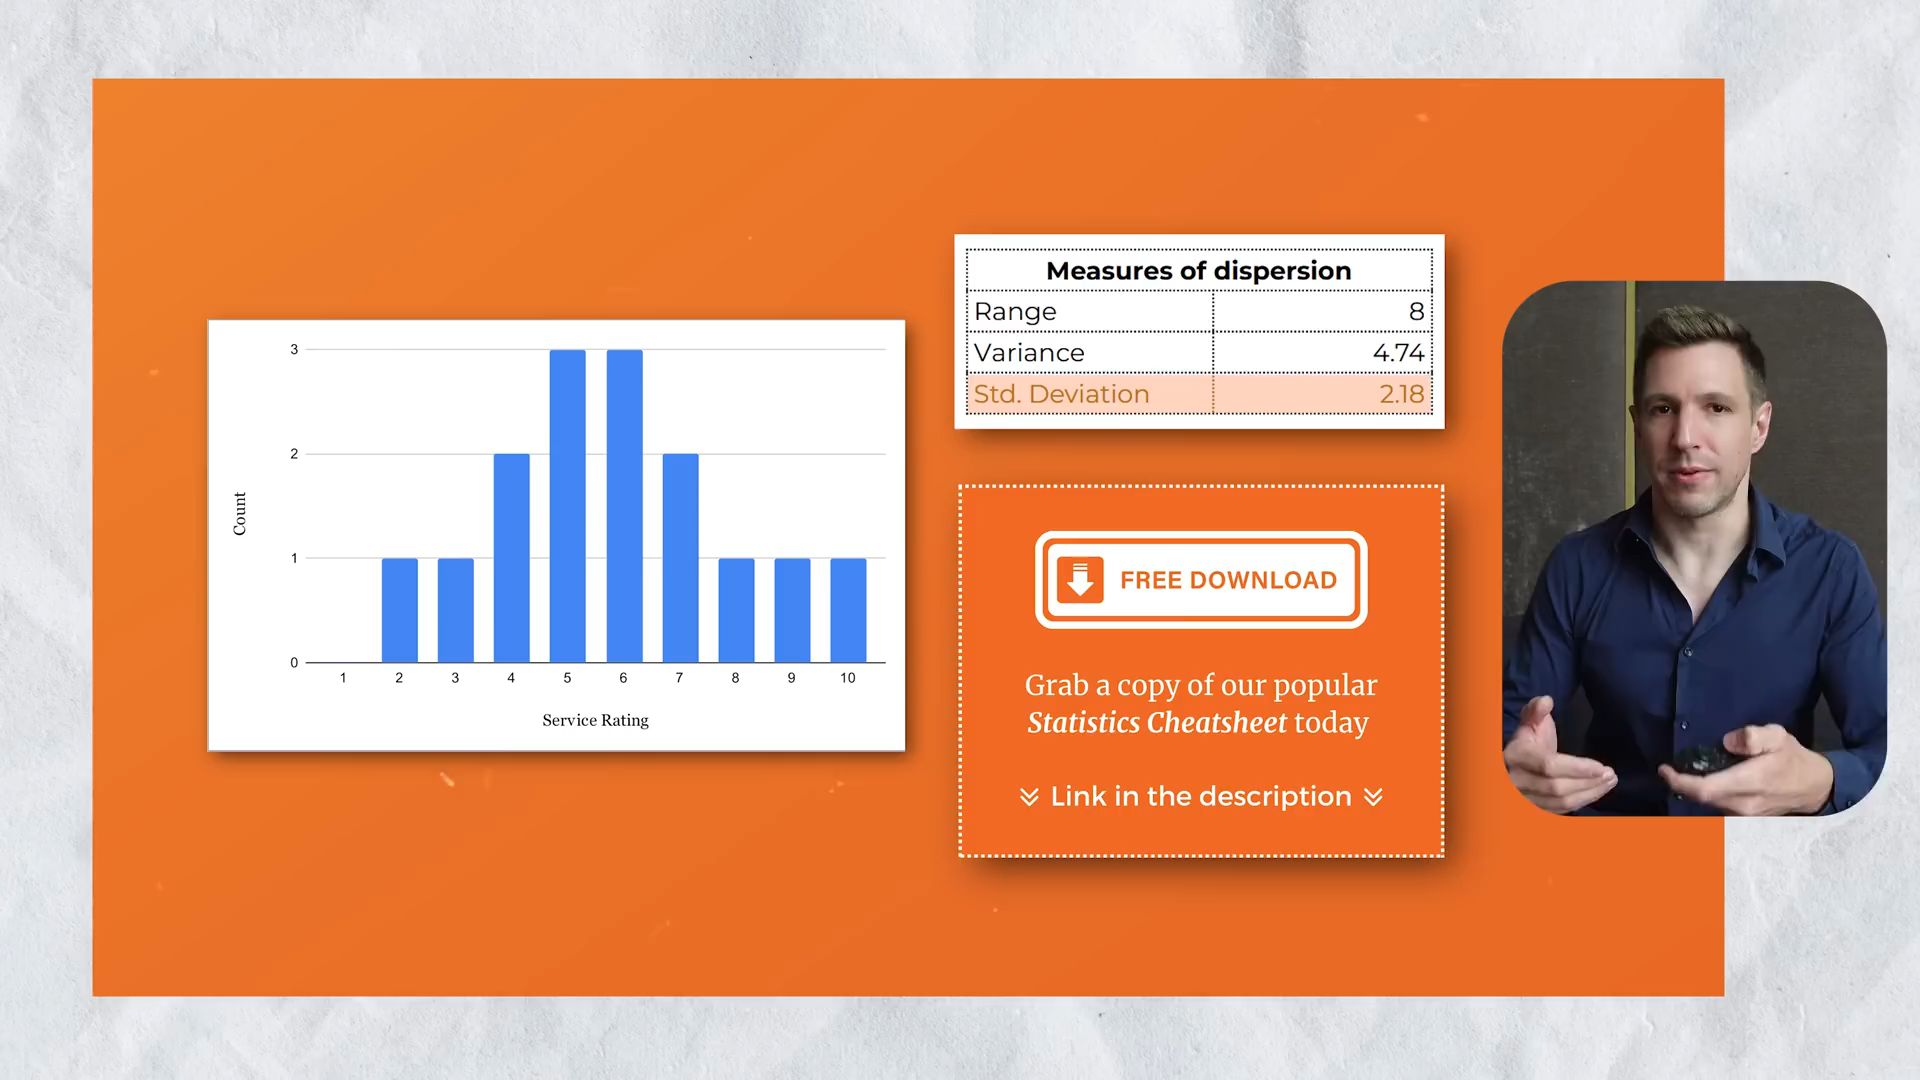 3
2
1
0
Count
1 2 3 4 5 6 7 8 9 10
Service Rating
Measures of dispersion
Range 8
Variance 4.74
Std. Deviation 2.18
FREE DOWNLOAD
Grab a copy of our popular
Statistics Cheatsheet today
Link in the description